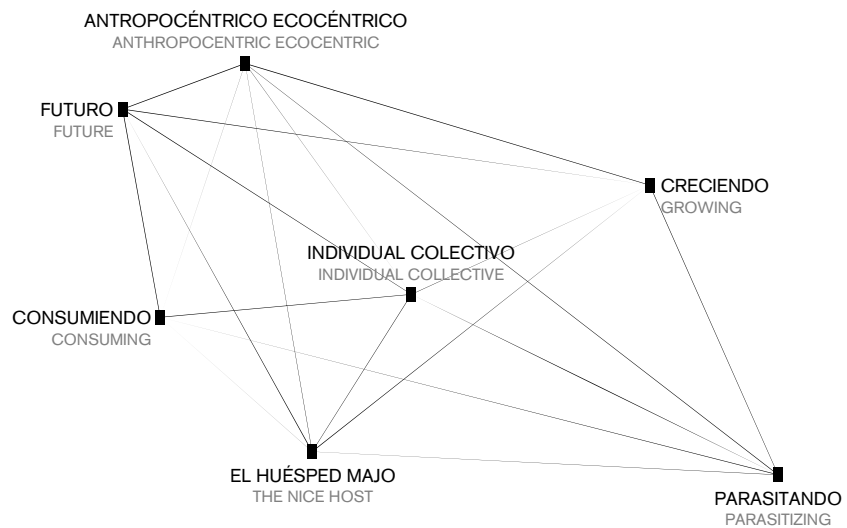 ANTROPOCÉNTRICO ECOCÉNTRICO
ANTHROPOCENTRIC ECOCENTRIC
FUTURO
FUTURE
CRECIENDO
GROWING
INDIVIDUAL COLECTIVO
INDIVIDUAL COLLECTIVE
CONSUMIENDO
CONSUMING
EL HUÉSPED MAJO
THE NICE HOST
PARASITANDO
PARASITIZING